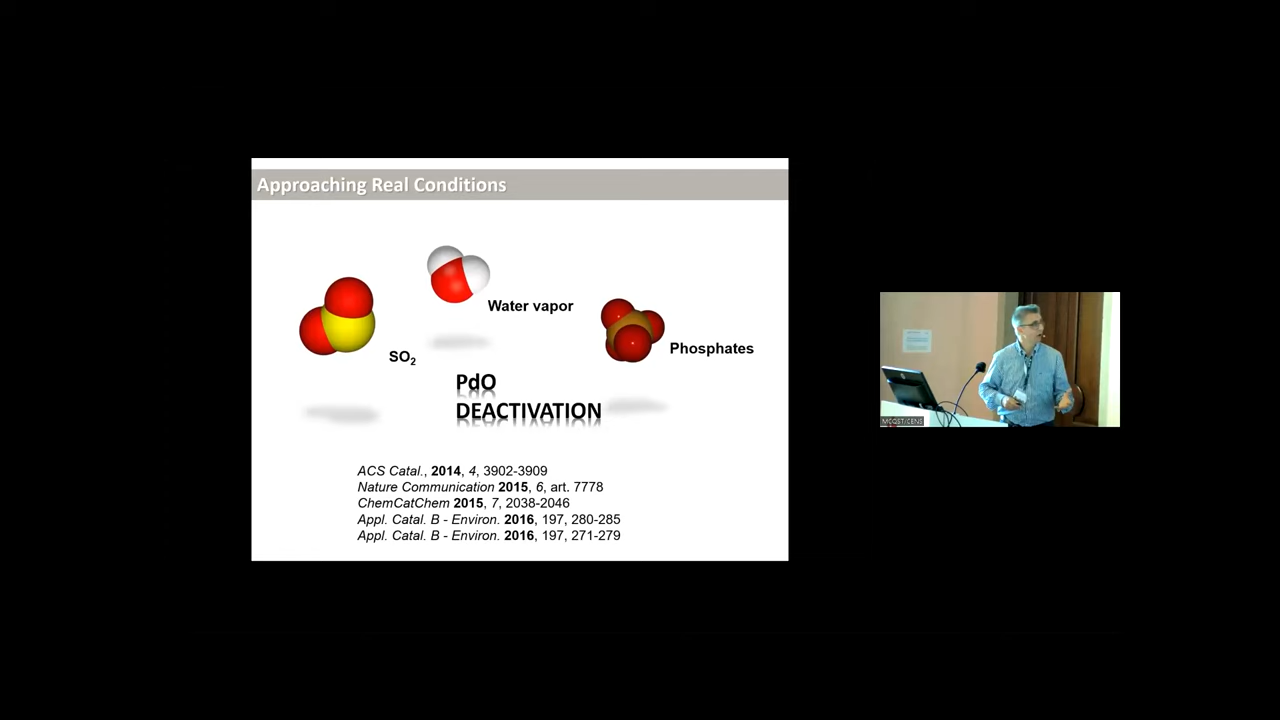 Approaching Real Conditions
Water vapor
SO₂
Phosphates
PdO
DEACTIVATION
ACS Catal., 2014, 4, 3902-3909
Nature Communication 2015, 6, art. 7778
ChemCatChem 2015, 7, 2038-2046
Appl. Catal. B - Environ. 2016, 197, 280-285
Appl. Catal. B - Environ. 2016, 197, 271-279
MCQST/CENS